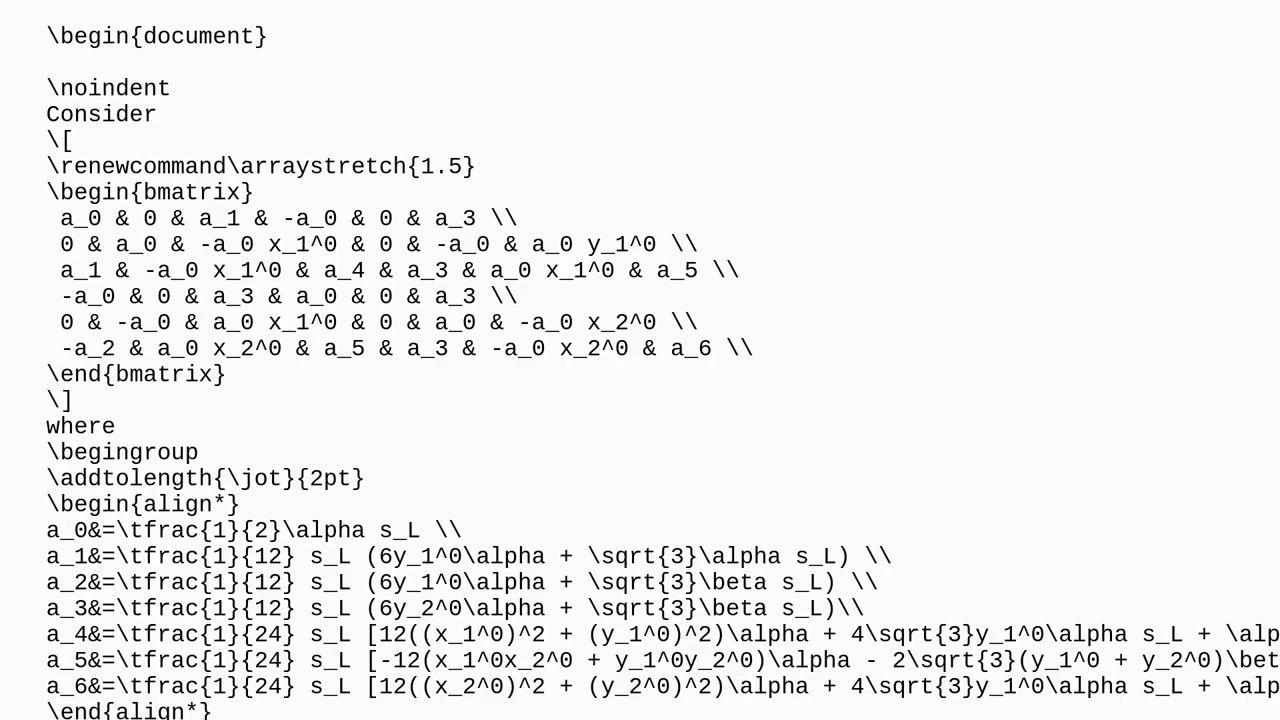 \begin{document}

\noindent
Consider
\[
\renewcommand\arraystretch{1.5}
\begin{bmatrix}
 a_0 & 0 & a_1 & -a_0 & 0 & a_3 \\
 0 & a_0 & -a_0 x_1^0 & 0 & -a_0 & a_0 y_1^0 \\
 a_1 & -a_0 x_1^0 & a_4 & a_3 & a_0 x_1^0 & a_5 \\
 -a_0 & 0 & a_3 & a_0 & 0 & a_3 \\
 0 & -a_0 & a_0 x_1^0 & 0 & a_0 & -a_0 x_2^0 \\
 -a_2 & a_0 x_2^0 & a_5 & a_3 & -a_0 x_2^0 & a_6 \\
\end{bmatrix}
\]
where
\begingroup
\addtolength{\jot}{2pt}
\begin{align*}
a_0&=\tfrac{1}{2}\alpha s_L \\
a_1&=\tfrac{1}{12} s_L (6y_1^0\alpha + \sqrt{3}\alpha s_L) \\
a_2&=\tfrac{1}{12} s_L (6y_1^0\alpha + \sqrt{3}\beta s_L) \\
a_3&=\tfrac{1}{12} s_L (6y_2^0\alpha + \sqrt{3}\beta s_L)\\
a_4&=\tfrac{1}{24} s_L [12((x_1^0)^2 + (y_1^0)^2)\alpha + 4\sqrt{3}y_1^0\alpha s_L + \alp
a_5&=\tfrac{1}{24} s_L [-12(x_1^0x_2^0 + y_1^0y_2^0)\alpha - 2\sqrt{3}(y_1^0 + y_2^0)\bet
a_6&=\tfrac{1}{24} s_L [12((x_2^0)^2 + (y_2^0)^2)\alpha + 4\sqrt{3}y_1^0\alpha s_L + \alp
\end{align*}